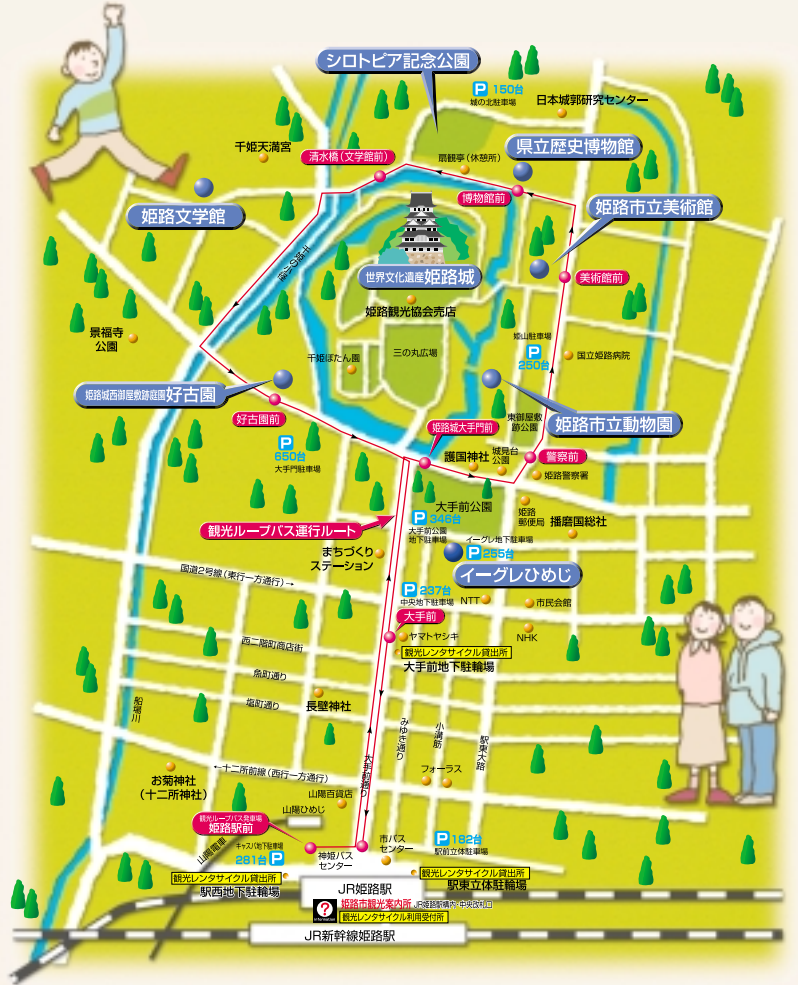 シロトピア記念公園
P 150台
城の北駐車場
日本城郭研究センター
千姫天満宮
清水橋(文学館前)
扇観亭(休憩所)
県立歴史博物館
博物館前
姫路文学館
姫路市立美術館
千姫の小径
世界文化遺産姫路城
美術館前
姫路観光協会売店
景福寺
公園
姫山駐車場
P
250台
国立姫路病院
千姫ぼたん園
三の丸広場
姫路城西御屋敷跡庭園好古園
好古園前
東御屋敷
跡公園
姫路市立動物園
姫路城大手門前
P
650台
大手門駐車場
護国神社
城見台
公園
警察前
姫路警察署
大手前公園
P 346台
大手前公園
地下駐車場
姫路
郵便局
播磨国総社
観光ループバス運行ルート
イーグレ地下駐車場
P 255台
まちづくり
ステーション
イーグレひめじ
国道2号線(東行一方通行)→
P 237台
中央地下駐車場
NTT
市民会館
大手前
ヤマトヤシキ
NHK
観光レンタサイクル貸出所
大手前地下駐輪場
西二階町商店街
魚町通り
塩町通り
長壁神社
船場川
みゆき通り
小溝筋
駅東大路
大手前通り
お菊神社
(十二所神社)
←十二所前線(西行一方通行)
フォーラス
山陽百貨店
山陽ひめじ
観光ループバス発車場
姫路駅前
山陽電車
キャスパ地下駐車場
281台 P
神姫バス
センター
市バス
センター
P 182台
駅前立体駐車場
観光レンタサイクル貸出所
駅西地下駐輪場
観光レンタサイクル貸出所
駅東立体駐輪場
JR姫路駅
?
information
姫路市観光案内所 JR姫路駅構内・中央改札口
観光レンタサイクル利用受付所
JR新幹線姫路駅